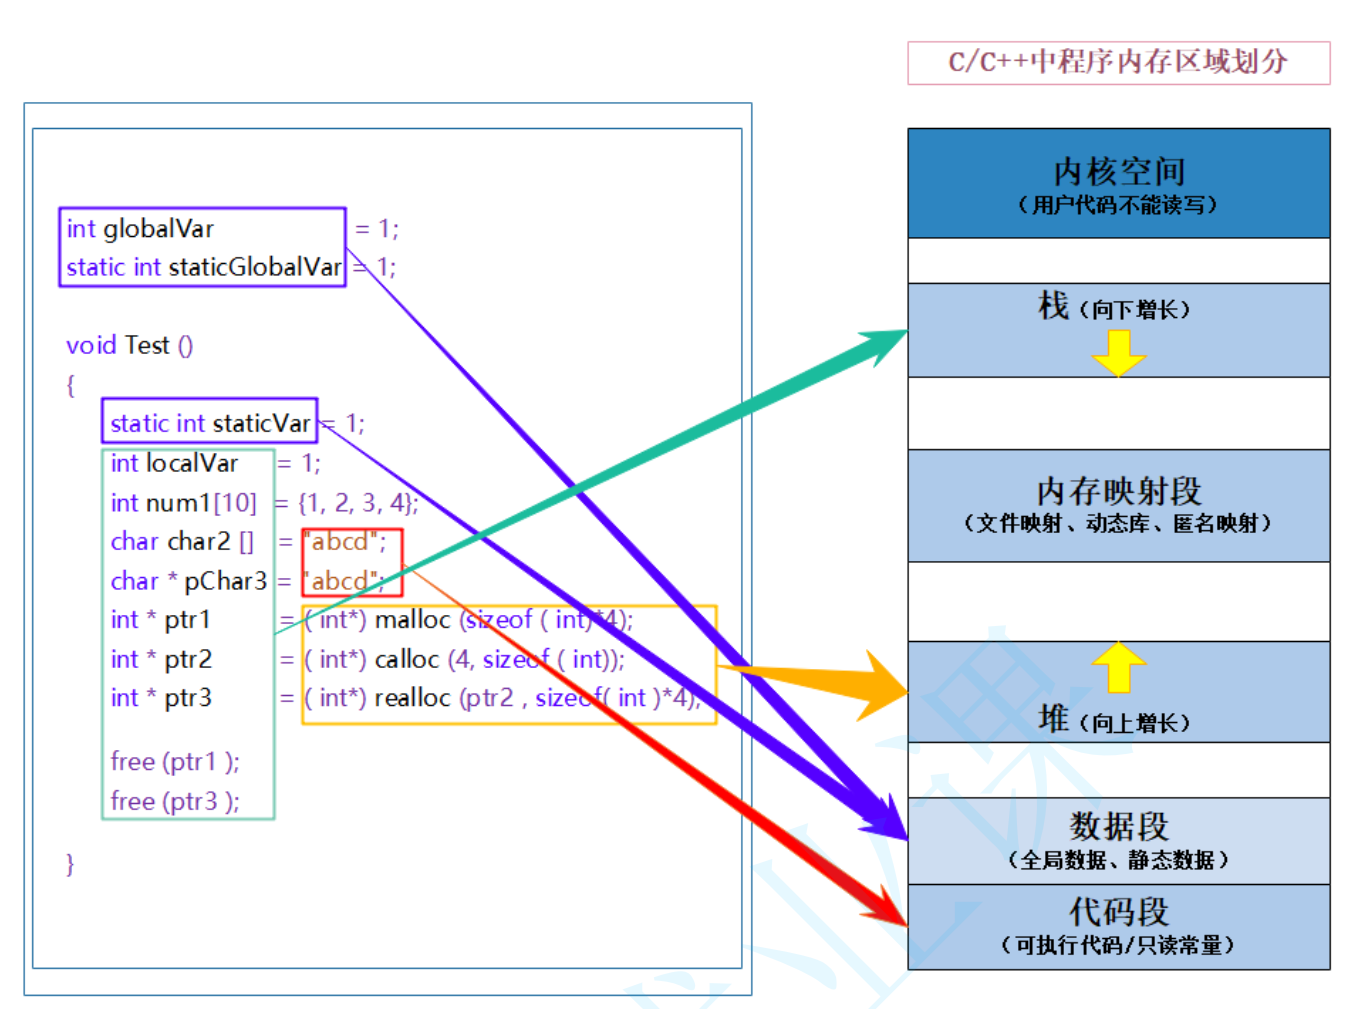 C/C++中程序内存区域划分
int globalVar = 1;
static int staticGlobalVar = 1;
void Test ()
{
static int staticVar = 1;
int localVar = 1;
int num1[10] = {1, 2, 3, 4};
char char2 [] = "abcd";
char * pChar3 = "abcd";
int * ptr1 = ( int*) malloc (sizeof ( int)*4);
int * ptr2 = ( int*) calloc (4, sizeof ( int));
int * ptr3 = ( int*) realloc (ptr2 , sizeof( int )*4);
free (ptr1 );
free (ptr3 );
}
内核空间
（用户代码不能读写）
栈（向下增长）
内存映射段
（文件映射、动态库、匿名映射）
堆（向上增长）
数据段
（全局数据、静态数据）
代码段
（可执行代码/只读常量）